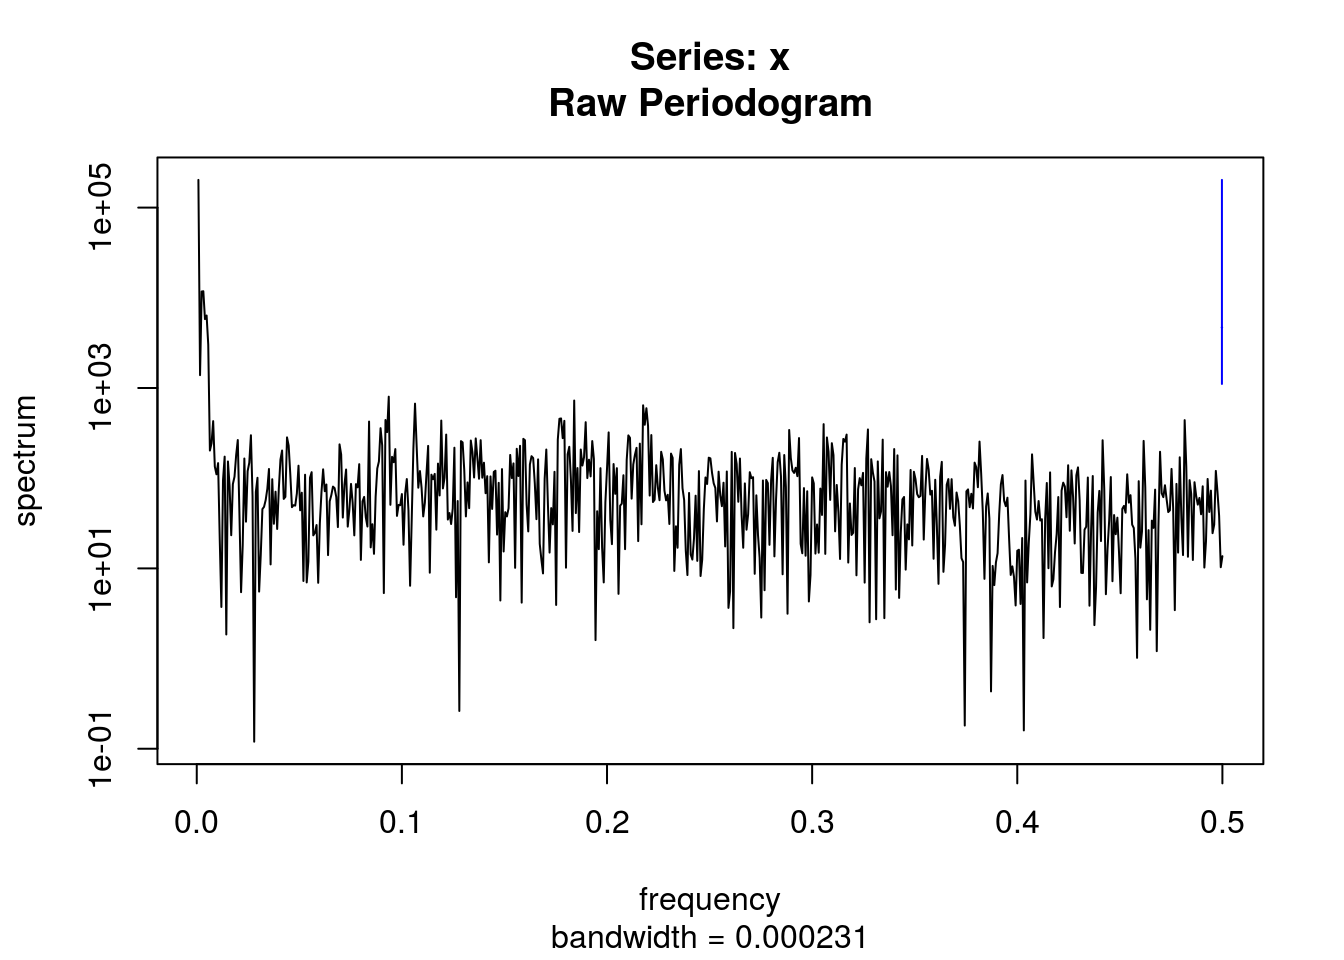 Series: x
Raw Periodogram
spectrum
1e+05
1e+03
1e+01
1e-01
0.0 0.1 0.2 0.3 0.4 0.5
frequency
bandwidth = 0.000231